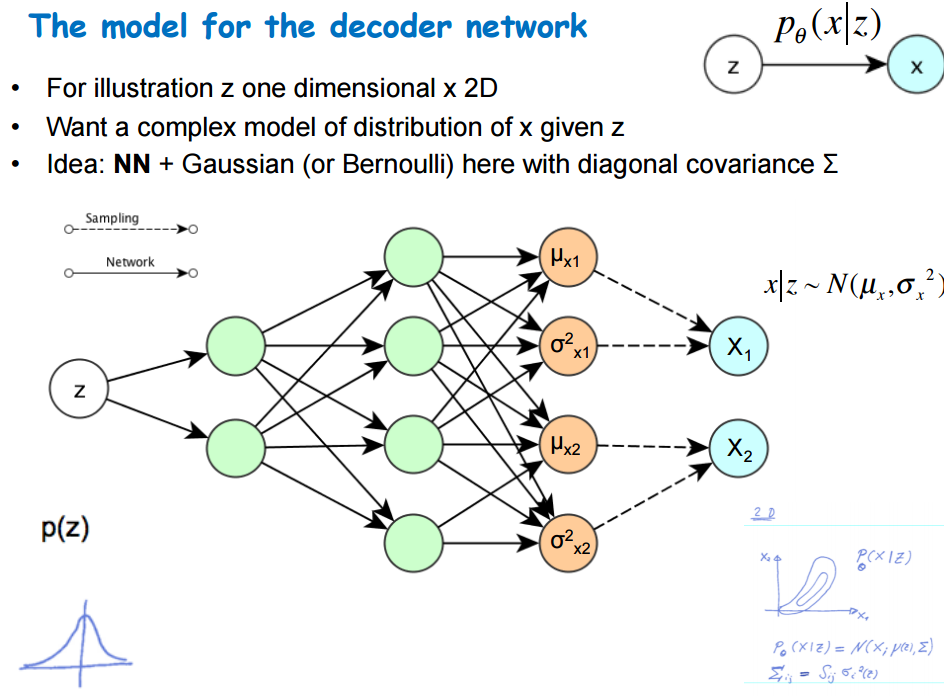 The model for the decoder network
pθ(x|z)
z
x
• For illustration z one dimensional x 2D
• Want a complex model of distribution of x given z
• Idea: NN + Gaussian (or Bernoulli) here with diagonal covariance Σ
Sampling
Network
x|z ~ N(μx,σx²)
z
μx1
σ²x1
μx2
σ²x2
X1
X2
p(z)
2D
X2
Pθ(X|Z)
X1
Pθ(X|Z) = N(X; μ(z), Σ)
Σij = δij σi²(z)